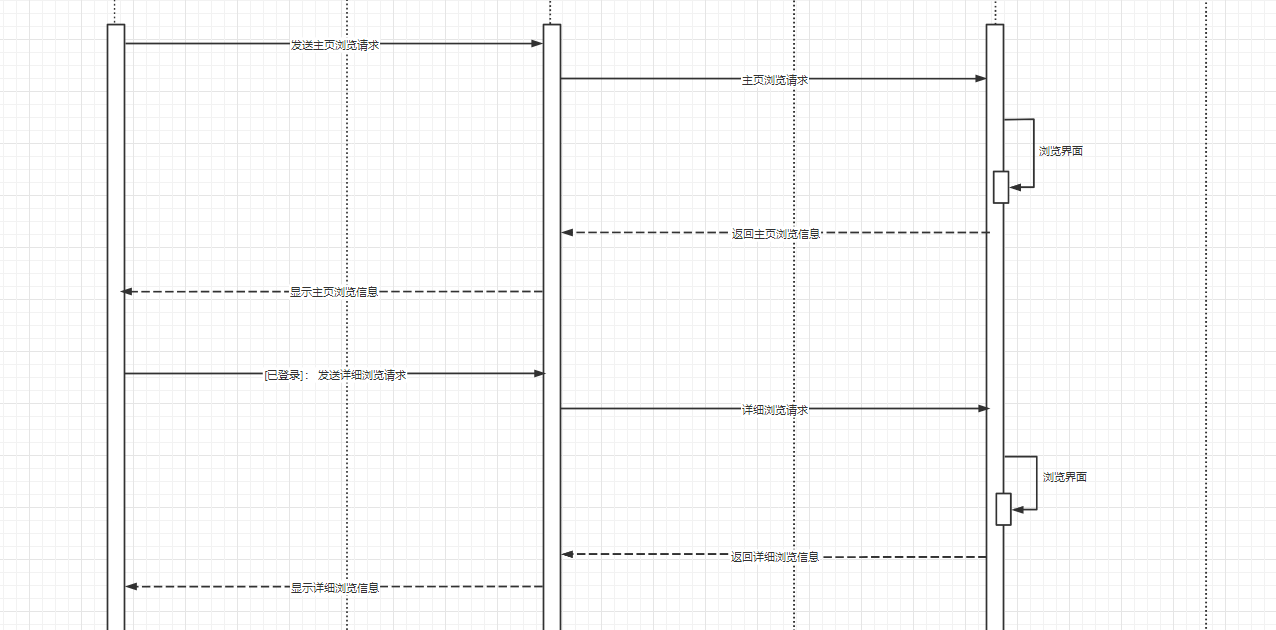 发送主页浏览请求
主页浏览请求
浏览界面
返回主页浏览信息
显示主页浏览信息
[已登录]: 发送详细浏览请求
详细浏览请求
浏览界面
返回详细浏览信息
显示详细浏览信息